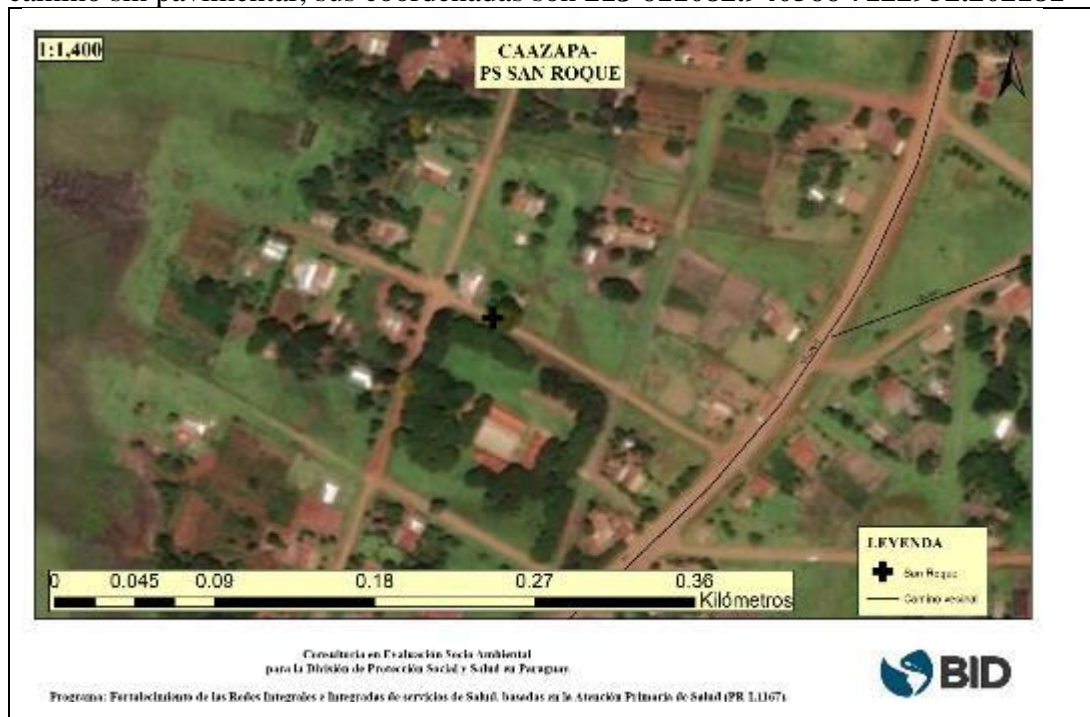 1:1,400
CAAZAPA-
PS SAN ROQUE
LEYENDA
San Roque
Camino vecinal
0 0.045 0.09 0.18 0.27 0.36
Kilómetros
Consultoria en Evaluación Socio Ambiental
para la División de Protección Social y Salud en Paraguay.
Programa: Fortalecimiento de las Redes Integrales e Integradas de servicios de Salud, basadas en la Atención Primaria de Salud (PR L1167)
BID